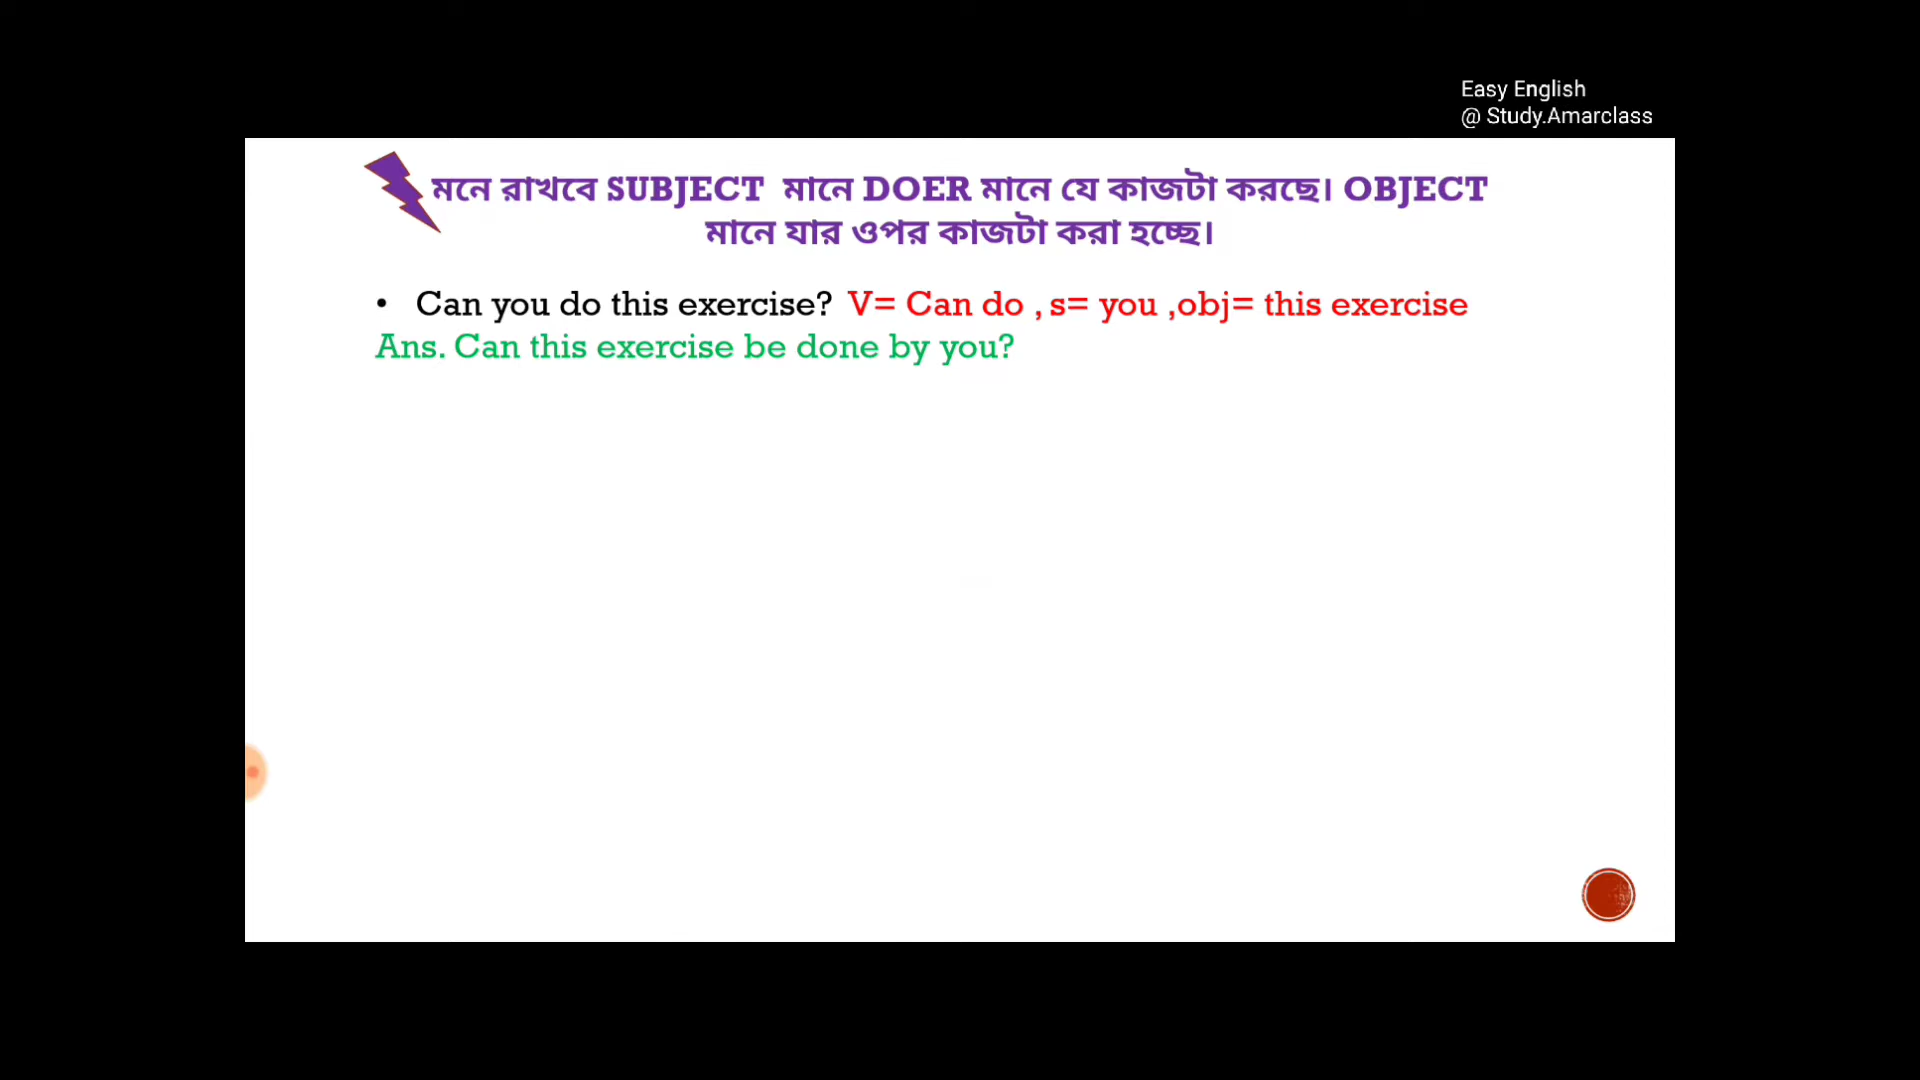 Easy English
@ Study.Amarclass
মনে রাখবে SUBJECT মানে DOER মানে যে কাজটা করছে। OBJECT
মানে যার ওপর কাজটা করা হচ্ছে।
• Can you do this exercise? V= Can do , s= you ,obj= this exercise
Ans. Can this exercise be done by you?